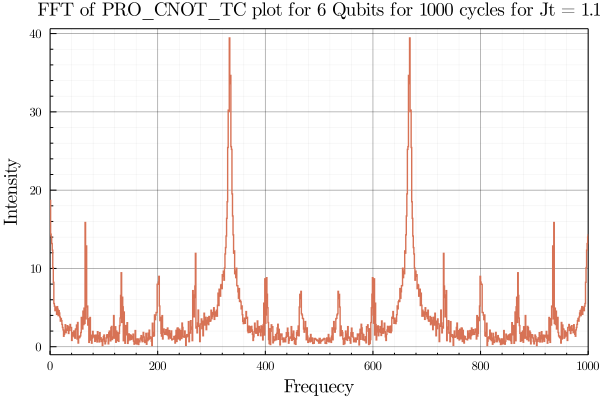 FFT of PRO_CNOT_TC plot for 6 Qubits for 1000 cycles for Jt = 1.1
40
30
20
10
0
Intensity
0 200 400 600 800 1000
Frequecy